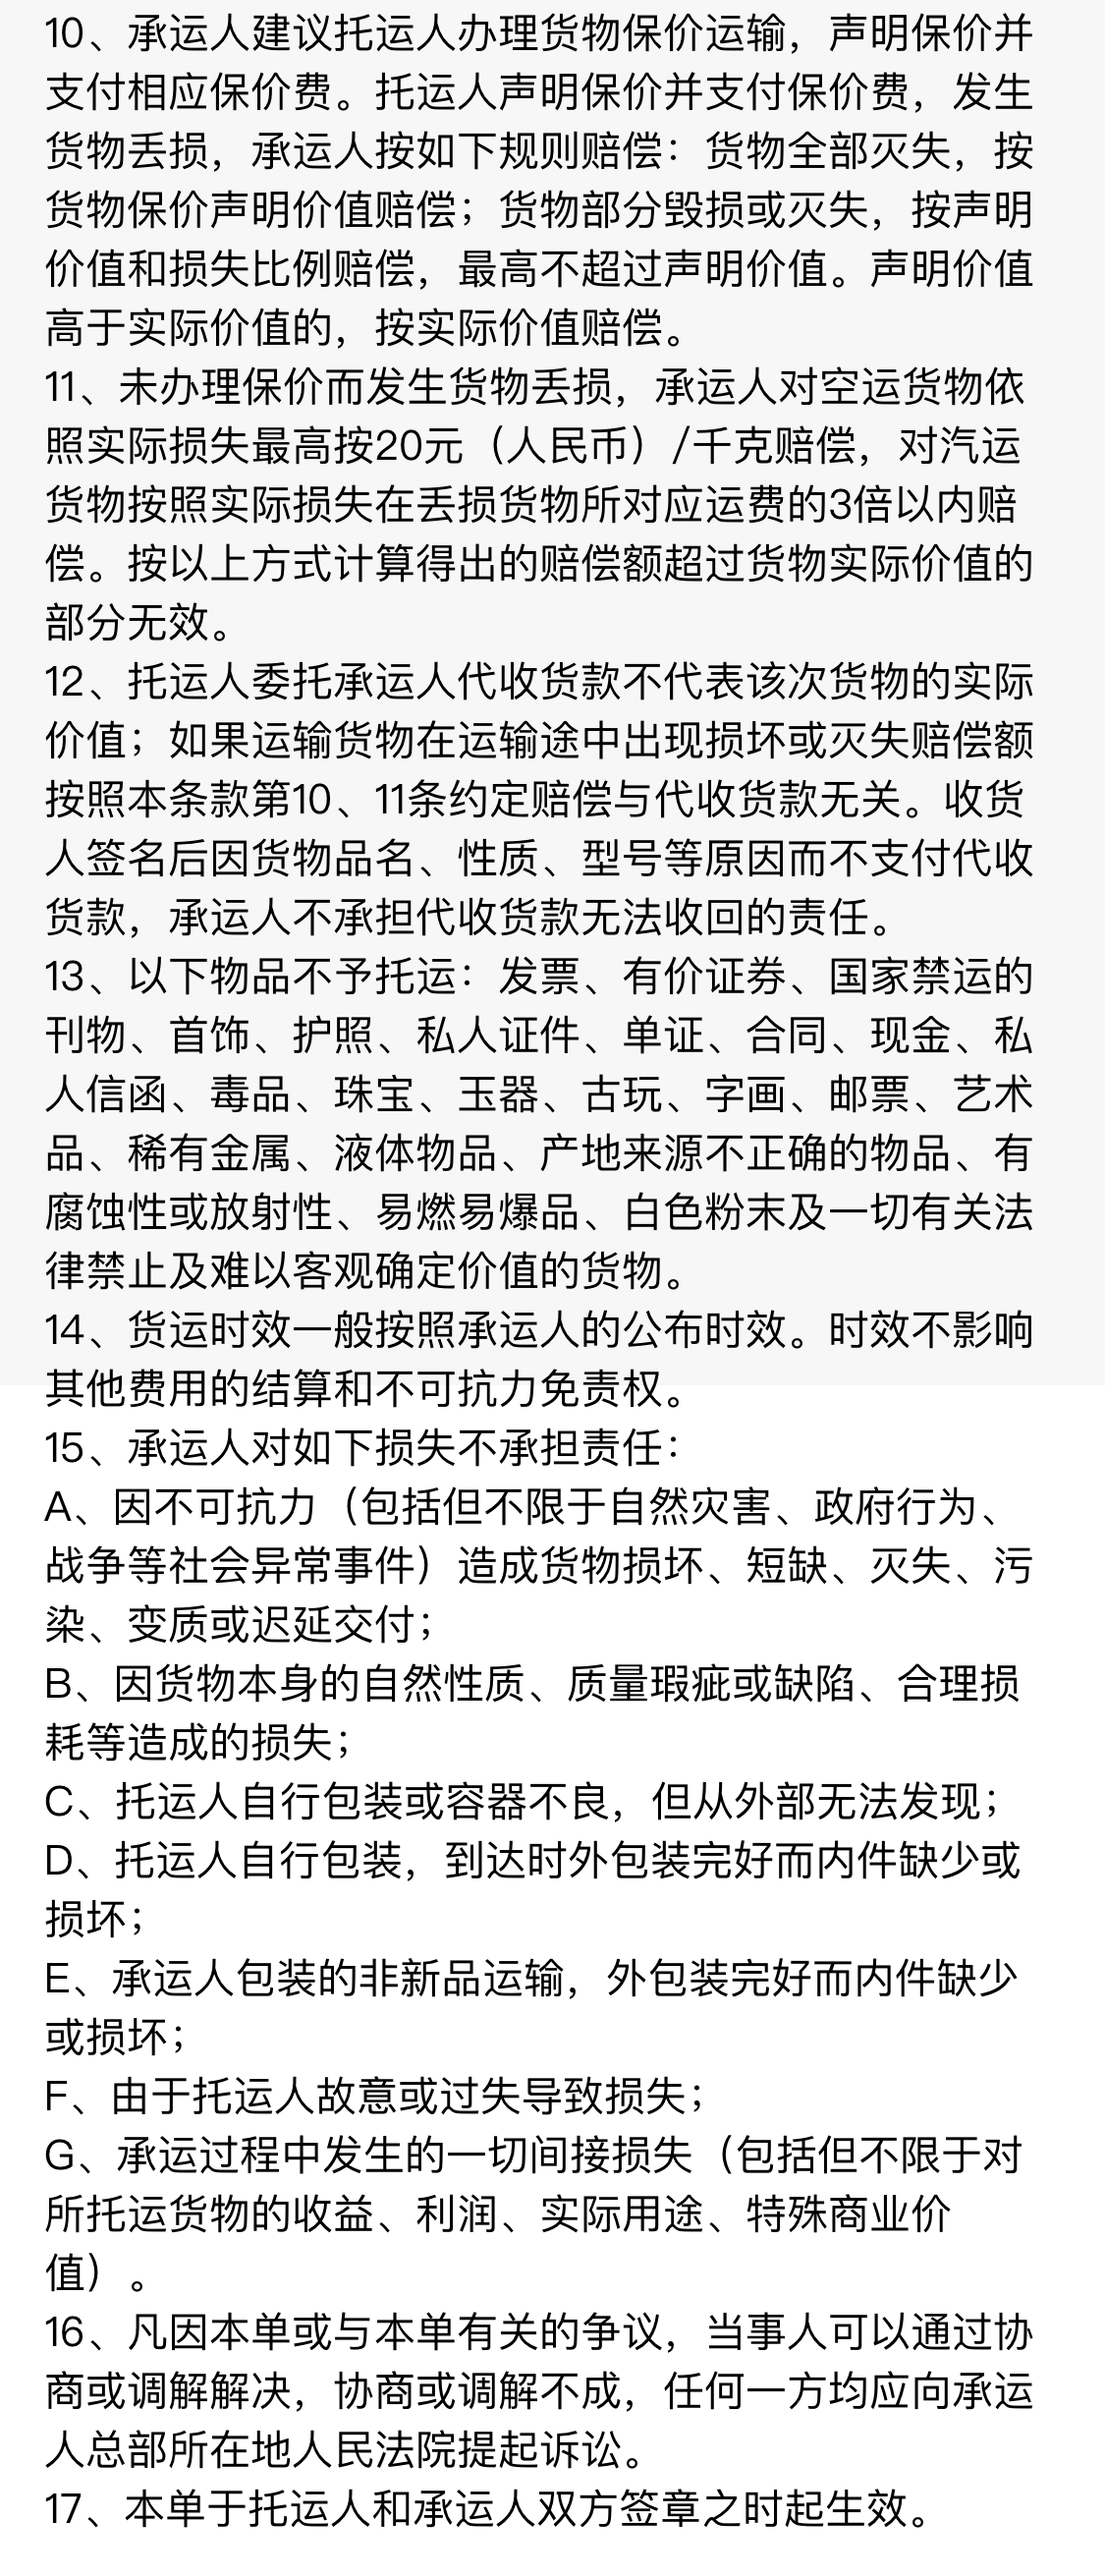 10、承运人建议托运人办理货物保价运输，声明保价并
支付相应保价费。托运人声明保价并支付保价费，发生
货物丢损，承运人按如下规则赔偿：货物全部灭失，按
货物保价声明价值赔偿；货物部分毁损或灭失，按声明
价值和损失比例赔偿，最高不超过声明价值。声明价值
高于实际价值的，按实际价值赔偿。
11、未办理保价而发生货物丢损，承运人对空运货物依
照实际损失最高按20元（人民币）/千克赔偿，对汽运
货物按照实际损失在丢损货物所对应运费的3倍以内赔
偿。按以上方式计算得出的赔偿额超过货物实际价值的
部分无效。
12、托运人委托承运人代收货款不代表该次货物的实际
价值；如果运输货物在运输途中出现损坏或灭失赔偿额
按照本条款第10、11条约定赔偿与代收货款无关。收货
人签名后因货物品名、性质、型号等原因而不支付代收
货款，承运人不承担代收货款无法收回的责任。
13、以下物品不予托运：发票、有价证券、国家禁运的
刊物、首饰、护照、私人证件、单证、合同、现金、私
人信函、毒品、珠宝、玉器、古玩、字画、邮票、艺术
品、稀有金属、液体物品、产地来源不正确的物品、有
腐蚀性或放射性、易燃易爆品、白色粉末及一切有关法
律禁止及难以客观确定价值的货物。
14、货运时效一般按照承运人的公布时效。时效不影响
其他费用的结算和不可抗力免责权。
15、承运人对如下损失不承担责任：
A、因不可抗力（包括但不限于自然灾害、政府行为、
战争等社会异常事件）造成货物损坏、短缺、灭失、污
染、变质或迟延交付；
B、因货物本身的自然性质、质量瑕疵或缺陷、合理损
耗等造成的损失；
C、托运人自行包装或容器不良，但从外部无法发现；
D、托运人自行包装，到达时外包装完好而内件缺少或
损坏；
E、承运人包装的非新品运输，外包装完好而内件缺少
或损坏；
F、由于托运人故意或过失导致损失；
G、承运过程中发生的一切间接损失（包括但不限于对
所托运货物的收益、利润、实际用途、特殊商业价
值）。
16、凡因本单或与本单有关的争议，当事人可以通过协
商或调解解决，协商或调解不成，任何一方均应向承运
人总部所在地人民法院提起诉讼。
17、本单于托运人和承运人双方签章之时起生效。